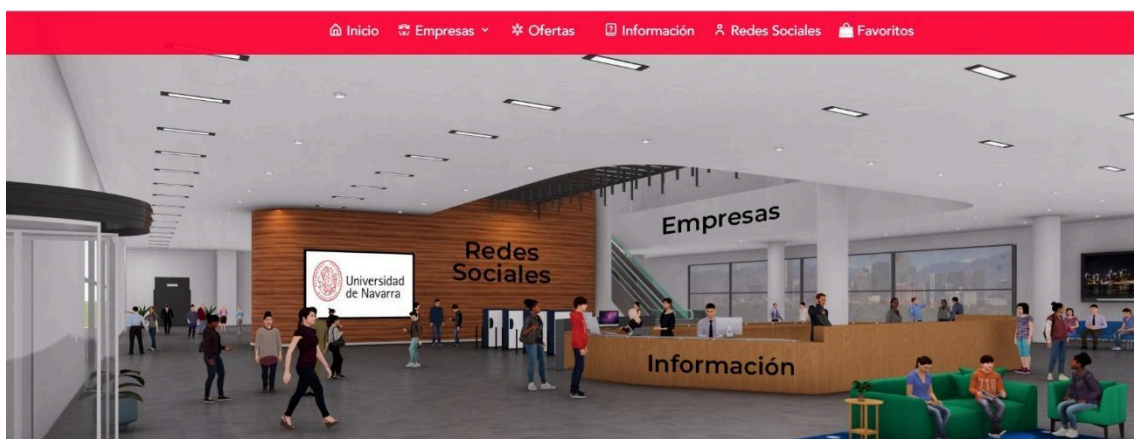 Inicio Empresas Ofertas Información Redes Sociales Favoritos
Empresas
Redes
Sociales
Universidad
de Navarra
Información